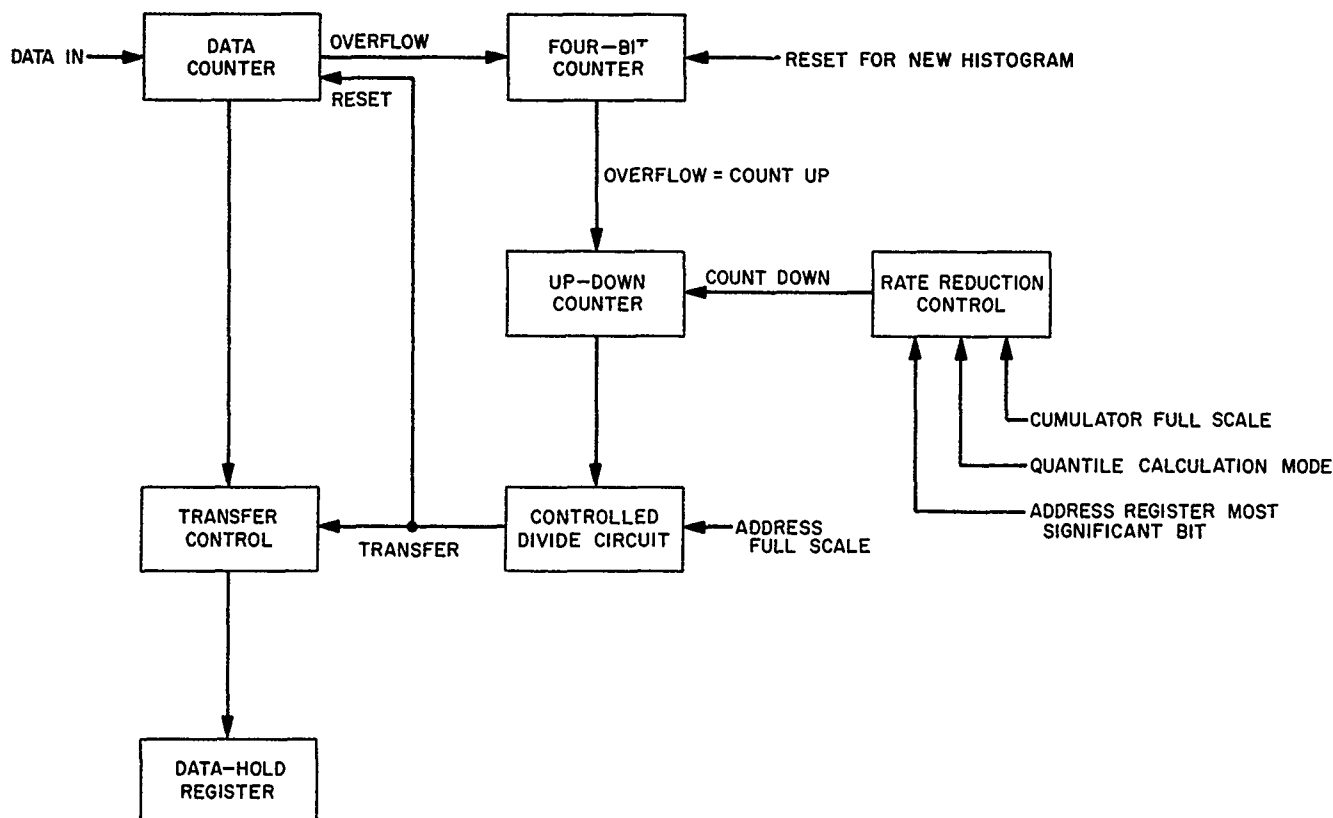 DATA IN
DATA
COUNTER
OVERFLOW
RESET
FOUR-BIT
COUNTER
RESET FOR NEW HISTOGRAM
OVERFLOW = COUNT UP
UP-DOWN
COUNTER
COUNT DOWN
RATE REDUCTION
CONTROL
CUMULATOR FULL SCALE
QUANTILE CALCULATION MODE
ADDRESS REGISTER MOST
SIGNIFICANT BIT
TRANSFER
CONTROL
TRANSFER
CONTROLLED
DIVIDE CIRCUIT
ADDRESS
FULL SCALE
DATA-HOLD
REGISTER